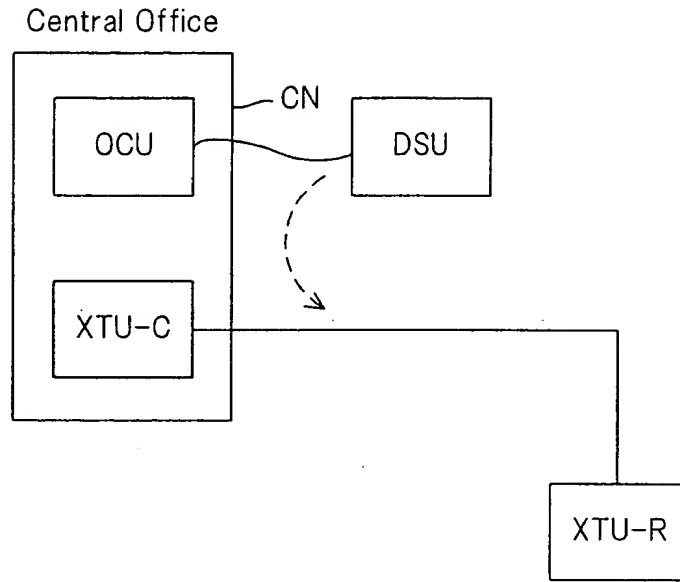 Central Office
CN
OCU
DSU
XTU-C
XTU-R